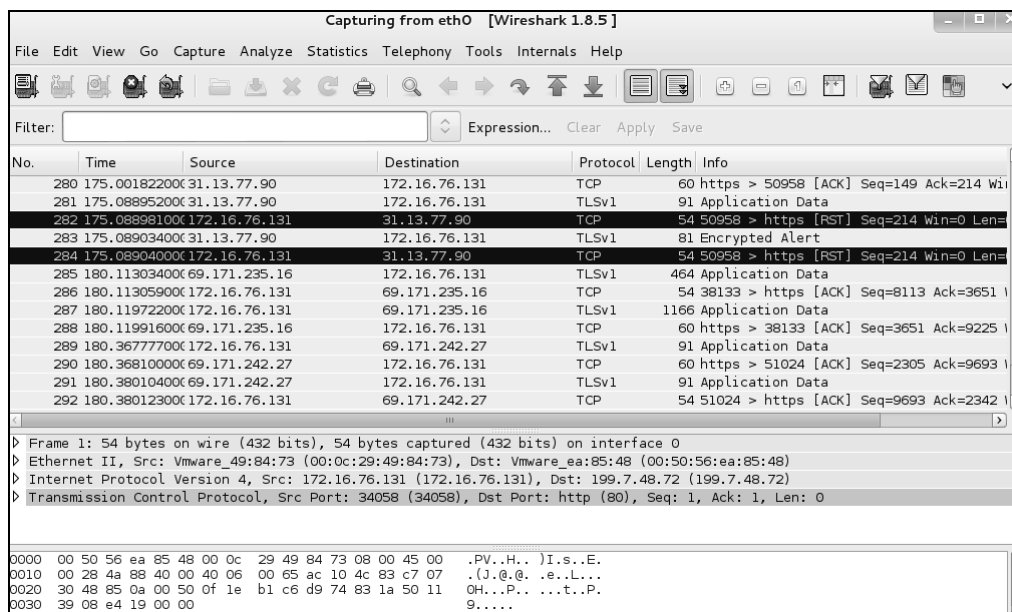 Capturing from eth0 [Wireshark 1.8.5 ]
File Edit View Go Capture Analyze Statistics Telephony Tools Internals Help
Filter: Expression... Clear Apply Save
No. Time Source Destination Protocol Length Info
280 175.001822000 31.13.77.90 172.16.76.131 TCP 60 https > 50958 [ACK] Seq=149 Ack=214 Wi
281 175.088952000 31.13.77.90 172.16.76.131 TLSv1 91 Application Data
282 175.088981000 172.16.76.131 31.13.77.90 TCP 54 50958 > https [RST] Seq=214 Win=0 Len=
283 175.089034000 31.13.77.90 172.16.76.131 TLSv1 81 Encrypted Alert
284 175.089040000 172.16.76.131 31.13.77.90 TCP 54 50958 > https [RST] Seq=214 Win=0 Len=
285 180.113034000 69.171.235.16 172.16.76.131 TLSv1 464 Application Data
286 180.113059000 172.16.76.131 69.171.235.16 TCP 54 38133 > https [ACK] Seq=8113 Ack=3651
287 180.119722000 172.16.76.131 69.171.235.16 TLSv1 1166 Application Data
288 180.119916000 69.171.235.16 172.16.76.131 TCP 60 https > 38133 [ACK] Seq=3651 Ack=9225
289 180.367777000 172.16.76.131 69.171.242.27 TLSv1 91 Application Data
290 180.368100000 69.171.242.27 172.16.76.131 TCP 60 https > 51024 [ACK] Seq=2305 Ack=9693
291 180.380104000 69.171.242.27 172.16.76.131 TLSv1 91 Application Data
292 180.380123000 172.16.76.131 69.171.242.27 TCP 54 51024 > https [ACK] Seq=9693 Ack=2342
Frame 1: 54 bytes on wire (432 bits), 54 bytes captured (432 bits) on interface 0
Ethernet II, Src: Vmware_49:84:73 (00:0c:29:49:84:73), Dst: Vmware_ea:85:48 (00:50:56:ea:85:48)
Internet Protocol Version 4, Src: 172.16.76.131 (172.16.76.131), Dst: 199.7.48.72 (199.7.48.72)
Transmission Control Protocol, Src Port: 34058 (34058), Dst Port: http (80), Seq: 1, Ack: 1, Len: 0
0000 00 50 56 ea 85 48 00 0c 29 49 84 73 08 00 45 00 .PV..H.. )I.s..E.
0010 00 28 4a 88 40 00 40 06 00 65 ac 10 4c 83 c7 07 .(J.@.@. .e..L...
0020 30 48 85 0a 00 50 0f 1e b1 c6 d9 74 83 1a 50 11 0H...P.. ...t..P.
0030 39 08 e4 19 00 00 9.....